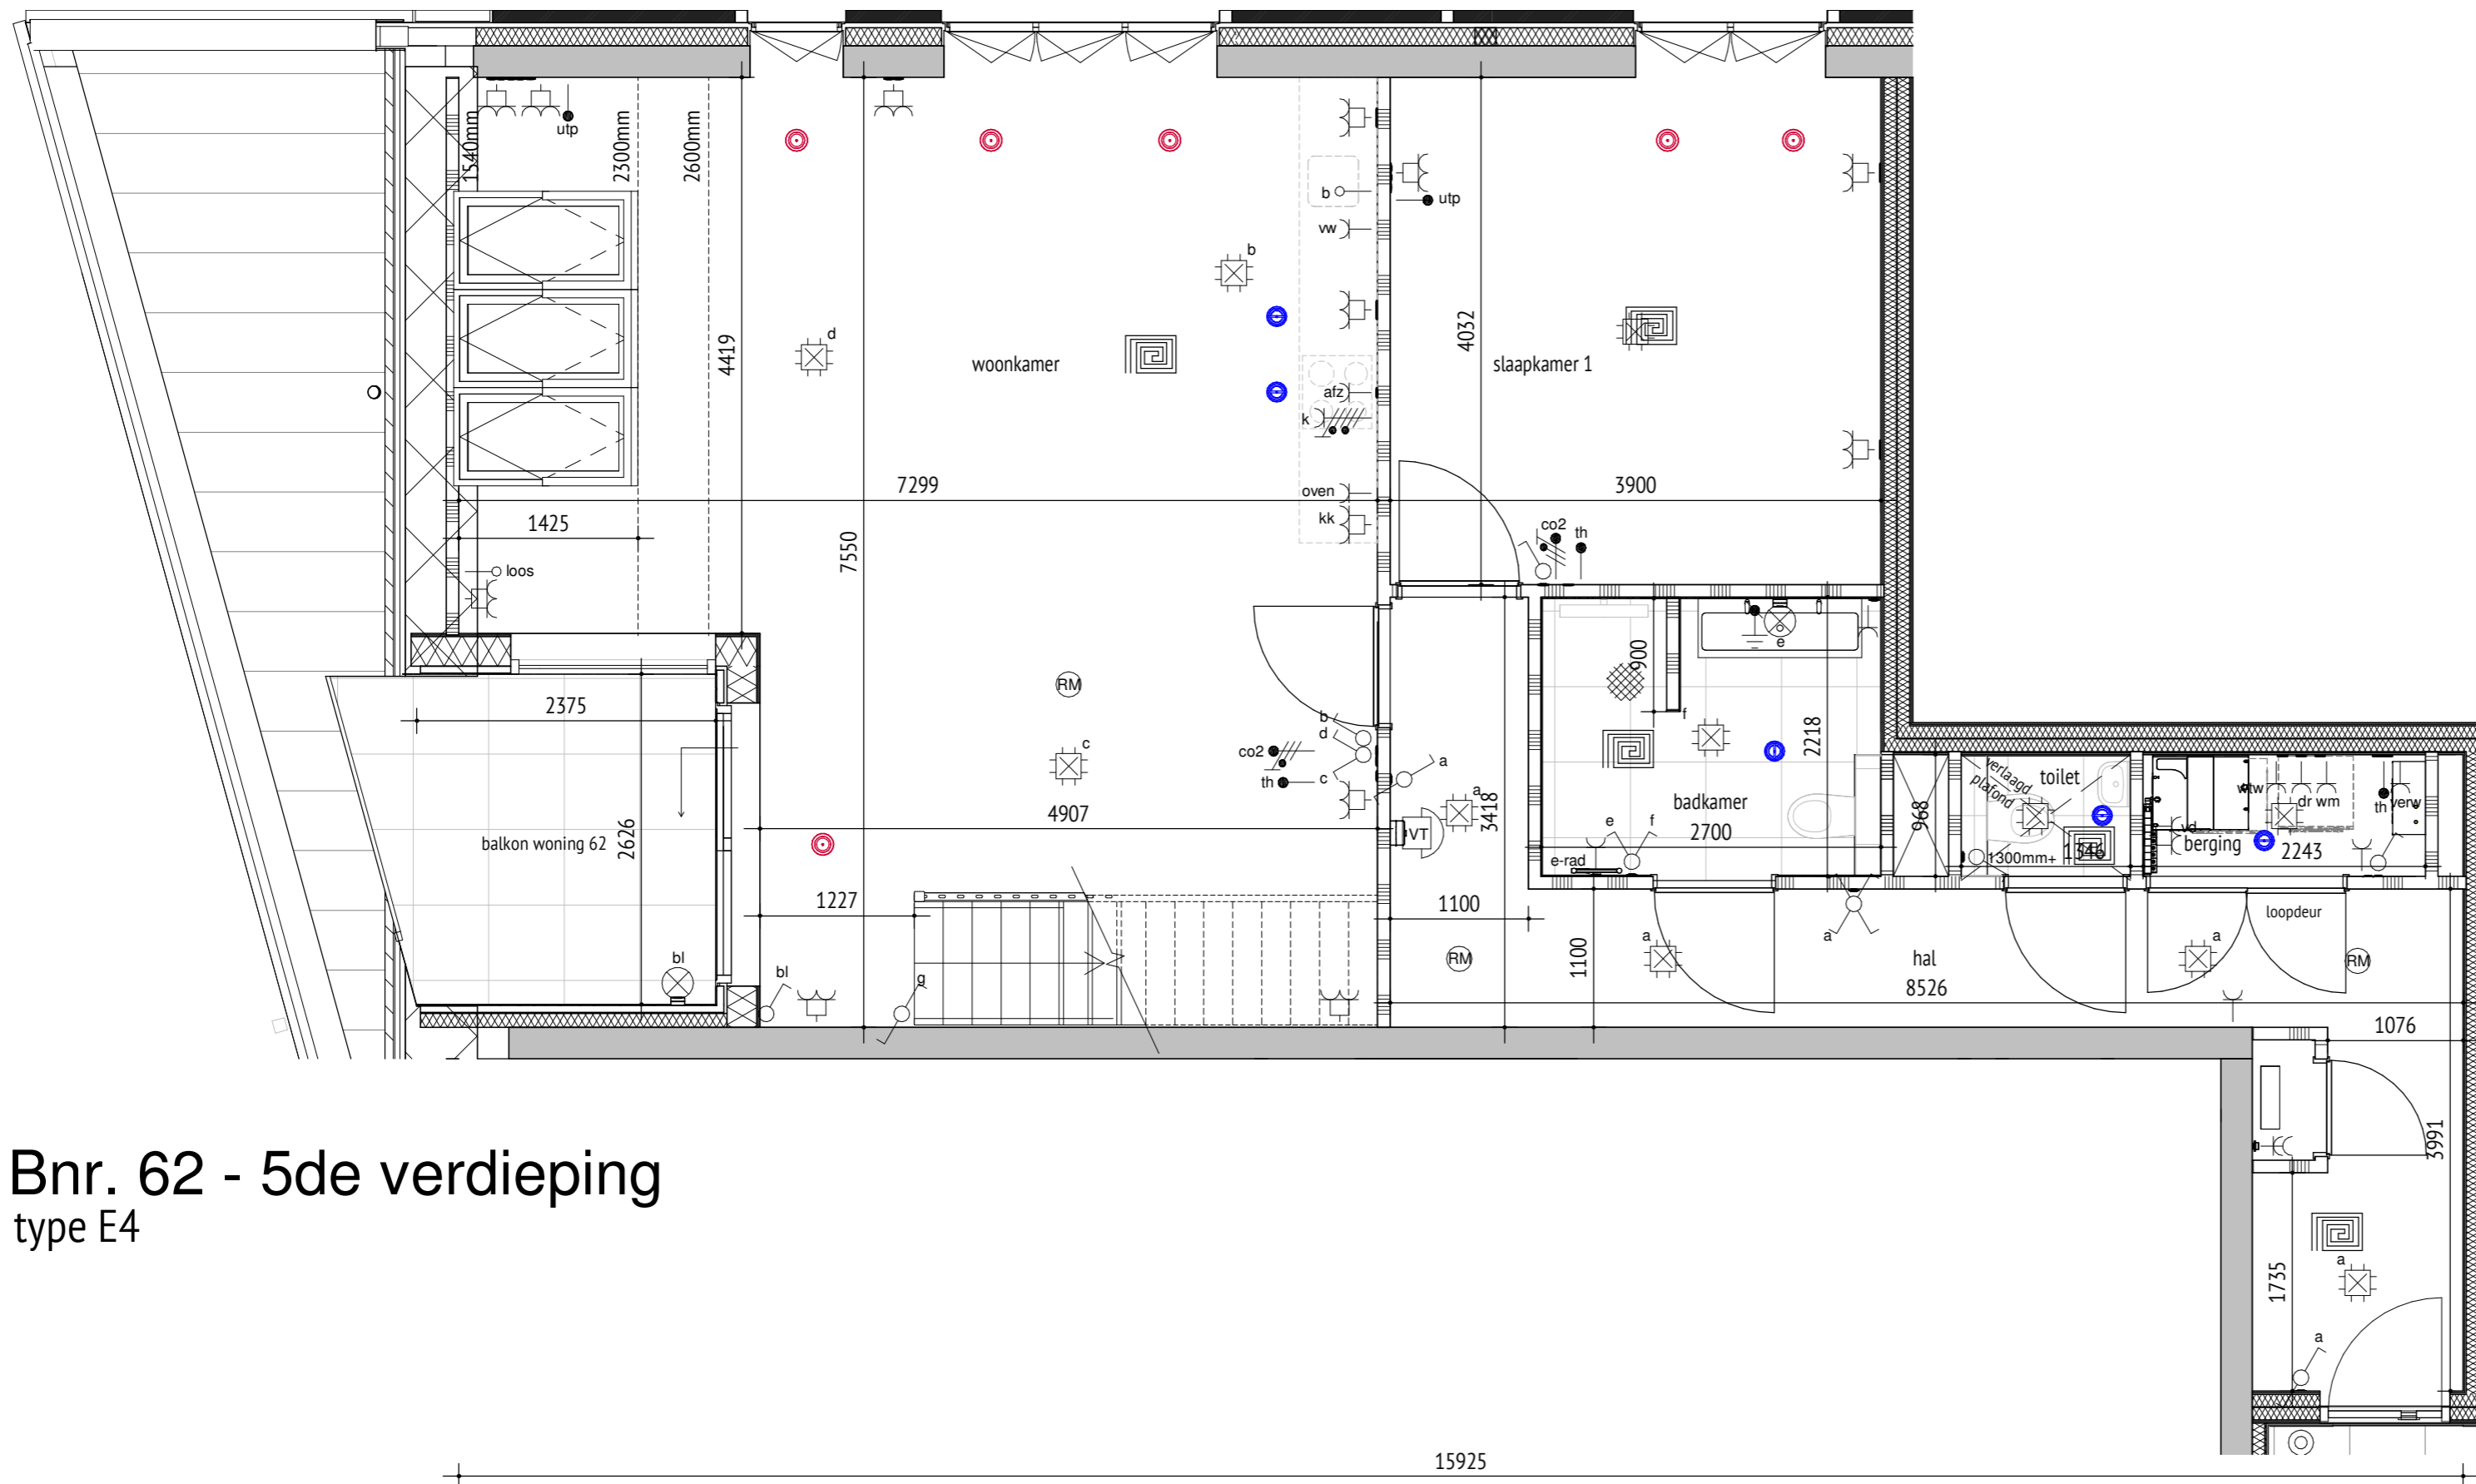 1540mm
2300mm
2600mm
utp
b
vw
utp
b
d
4419
woonkamer
4032
slaapkamer 1
afz
k
7299
oven
3900
kk
1425
7550
co2
th
loos
900
e
RM
f
2375
b
d
co2
c
th
c
a
2218
a
3418
VT
badkamer
2700
e
f
e-rad
4907
balkon woning 62
2626
968
verlaagd
plafond
toilet
1300mm+
1346
wtw
dr
wm
th
verw
vd
berging
2243
1227
1100
loopdeur
1100
a
a
a
hal
RM
RM
8526
bl
bl
g
1076
3991
Bnr. 62 - 5de verdieping
type E4
1735
a
a
15925